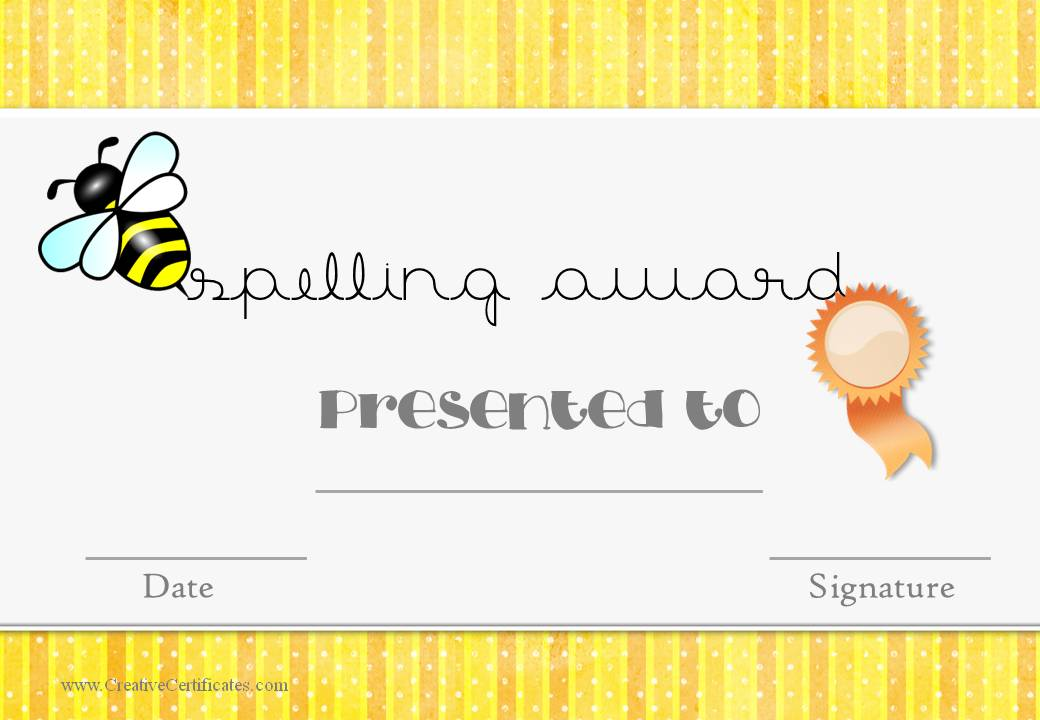 spelling award
Presented to
Date
Signature
www.CreativeCertificates.com